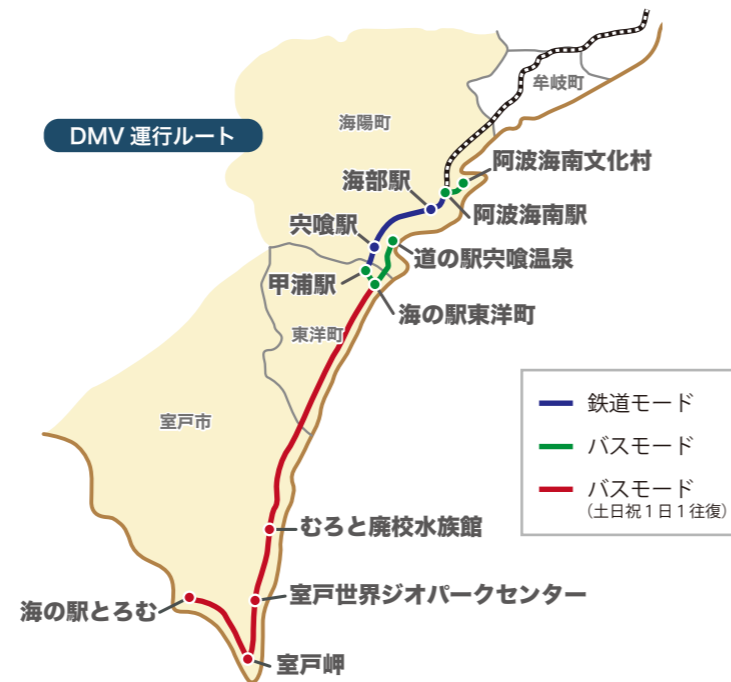 牟岐町
DMV 運行ルート
海陽町
阿波海南文化村
海部駅
阿波海南駅
宍喰駅
道の駅宍喰温泉
甲浦駅
海の駅東洋町
東洋町
鉄道モード
室戸市
バスモード
バスモード
(土日祝1日1往復)
むろと廃校水族館
室戸世界ジオパークセンター
海の駅とろむ
室戸岬